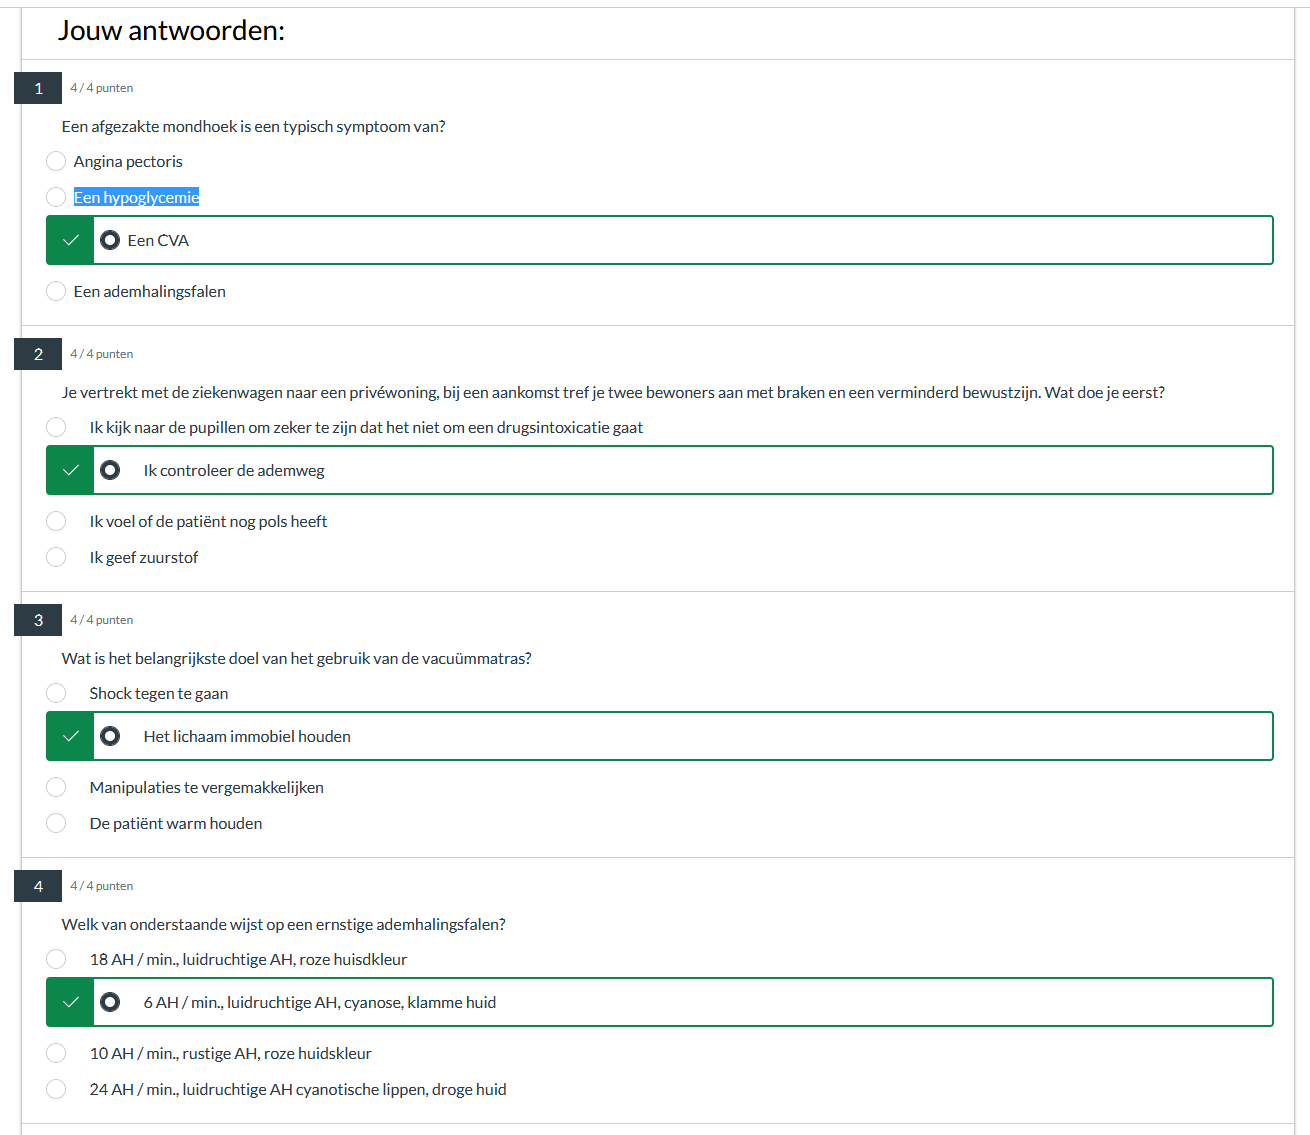 Jouw antwoorden:
1
4 / 4 punten
Een afgezakte mondhoek is een typisch symptoom van?
Angina pectoris
Een hypoglycemie
Een CVA
Een ademhalingsfalen
2
4 / 4 punten
Je vertrekt met de ziekenwagen naar een privéwoning, bij een aankomst tref je twee bewoners aan met braken en een verminderd bewustzijn. Wat doe je eerst?
Ik kijk naar de pupillen om zeker te zijn dat het niet om een drugsintoxicatie gaat
Ik controleer de ademweg
Ik voel of de patiënt nog pols heeft
Ik geef zuurstof
3
4 / 4 punten
Wat is het belangrijkste doel van het gebruik van de vacuümmatras?
Shock tegen te gaan
Het lichaam immobiel houden
Manipulaties te vergemakkelijken
De patiënt warm houden
4
4 / 4 punten
Welk van onderstaande wijst op een ernstige ademhalingsfalen?
18 AH / min., luidruchtige AH, roze huisdkleur
6 AH / min., luidruchtige AH, cyanose, klamme huid
10 AH / min., rustige AH, roze huidskleur
24 AH / min., luidruchtige AH cyanotische lippen, droge huid